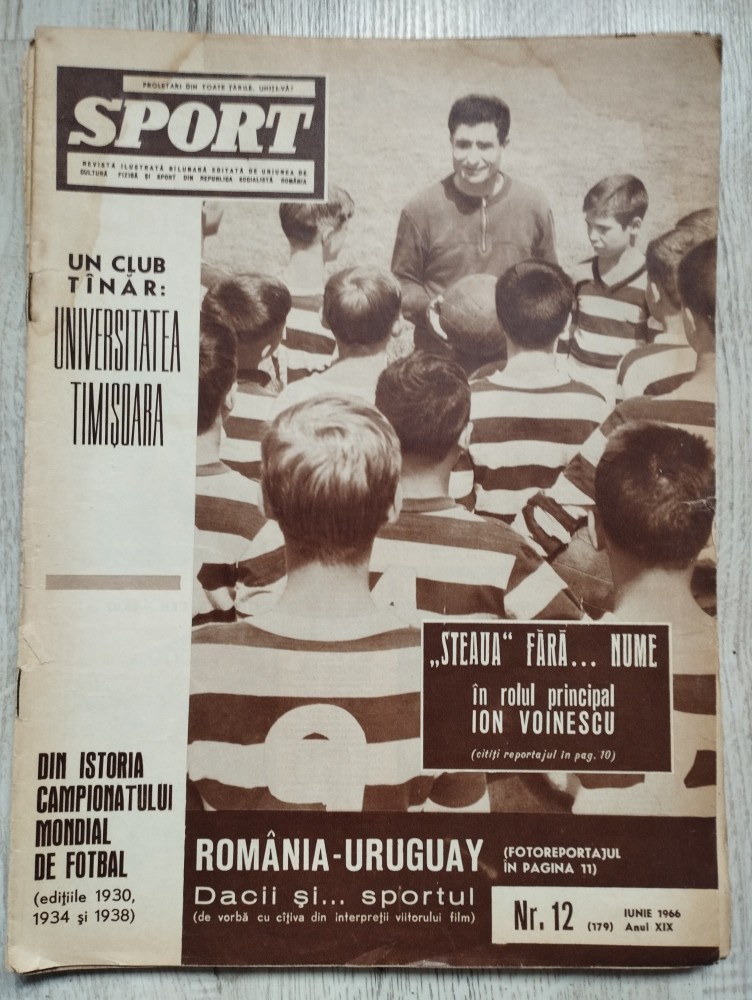 PROLETARI DIN TOATE ȚĂRILE, UNIȚI-VĂ!
SPORT
REVISTĂ ILUSTRATĂ BILUNARĂ EDITATĂ DE UNIUNEA DE
CULTURĂ FIZICĂ ȘI SPORT DIN REPUBLICA SOCIALISTĂ ROMÂNIA
UN CLUB
TÎNĂR:
UNIVERSITATEA
TIMIȘOARA
„STEAUA“ FĂRĂ... NUME
în rolul principal
ION VOINESCU
(citiți reportajul în pag. 10)
DIN ISTORIA
CAMPIONATULUI
MONDIAL
DE FOTBAL
(edițiile 1930,
1934 și 1938)
ROMÂNIA-URUGUAY
(FOTOREPORTAJUL
ÎN PAGINA 11)
Dacii și... sportul
(de vorbă cu cîțiva din interpreții viitorului film)
Nr. 12 (179)
IUNIE 1966
Anul XIX